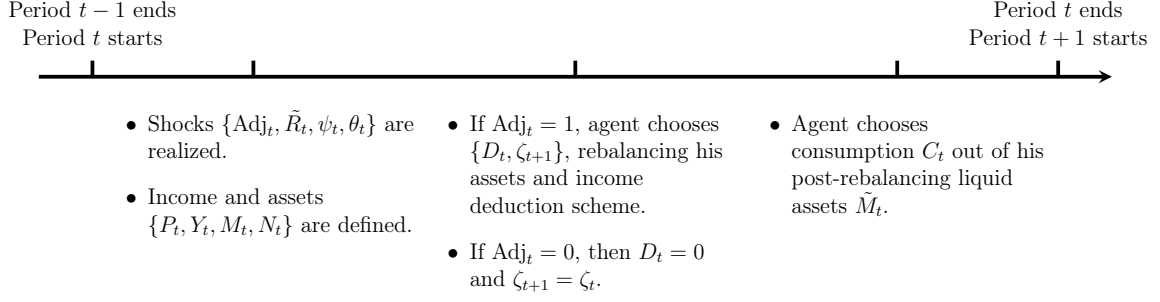 Period t − 1 ends
Period t starts
Period t ends
Period t + 1 starts
• Shocks {Adj_t, R̃_t, ψ_t, θ_t} are
realized.
• Income and assets
{P_t, Y_t, M_t, N_t} are defined.
• If Adj_t = 1, agent chooses
{D_t, ζ_{t+1}}, rebalancing his
assets and income
deduction scheme.
• If Adj_t = 0, then D_t = 0
and ζ_{t+1} = ζ_t.
• Agent chooses
consumption C_t out of his
post-rebalancing liquid
assets M̃_t.